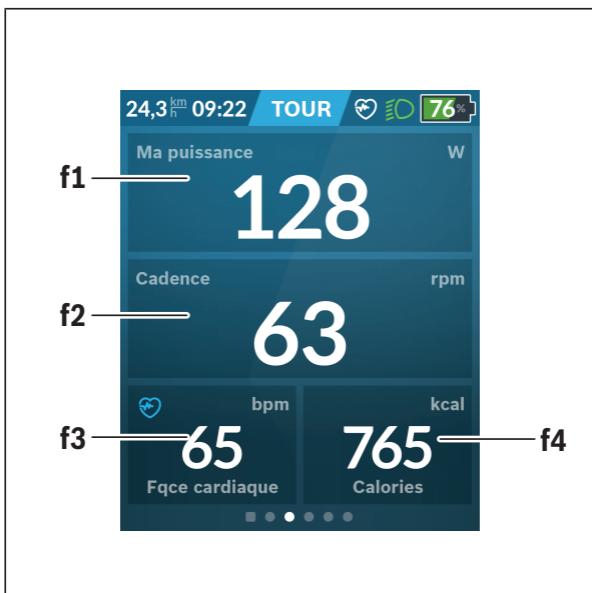 24,3 km/h 09:22 TOUR 76%
Ma puissance W
f1
128
Cadence rpm
f2
63
bpm kcal
f3 65 765 f4
Fqce cardiaque Calories